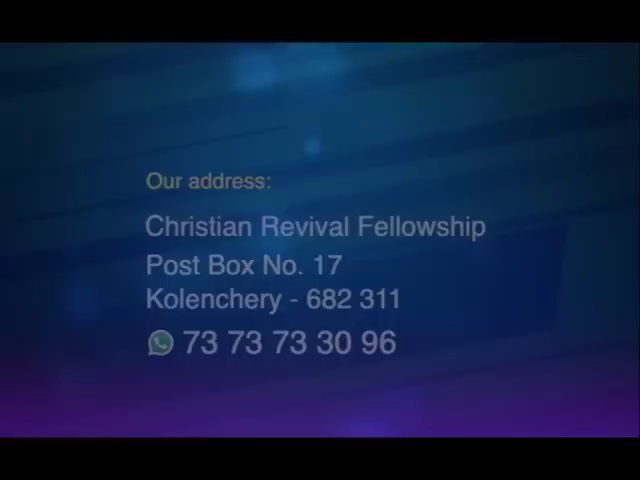 Our address:
Christian Revival Fellowship
Post Box No. 17
Kolenchery - 682 311
73 73 73 30 96